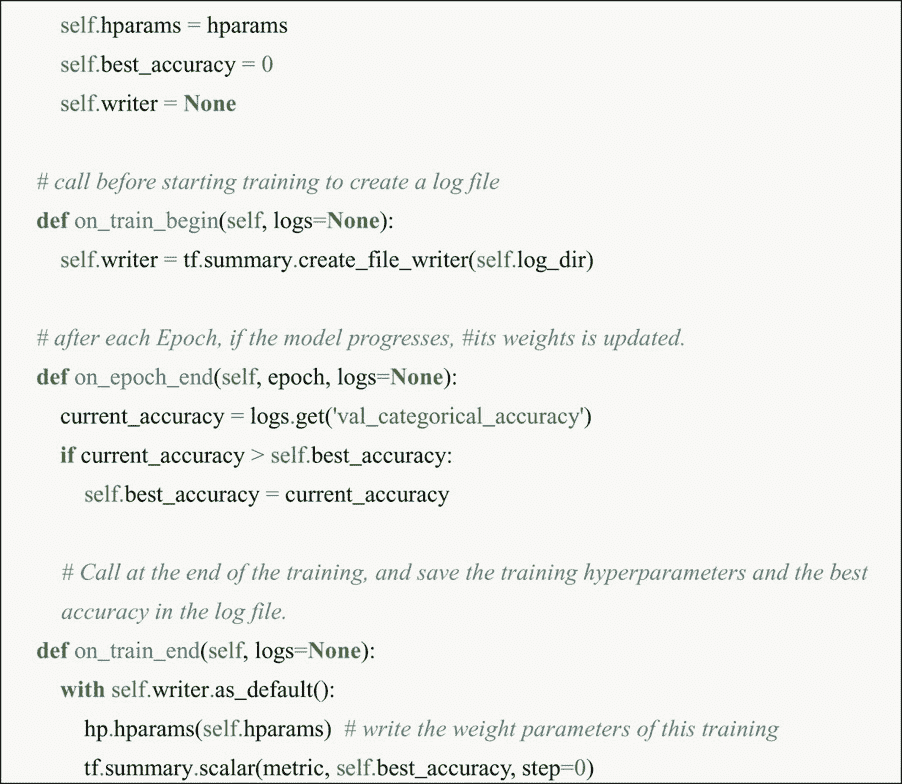 self.hparams = hparams
self.best_accuracy = 0
self.writer = None
# call before starting training to create a log file
def on_train_begin(self, logs=None):
self.writer = tf.summary.create_file_writer(self.log_dir)
# after each Epoch, if the model progresses, #its weights is updated.
def on_epoch_end(self, epoch, logs=None):
current_accuracy = logs.get('val_categorical_accuracy')
if current_accuracy > self.best_accuracy:
self.best_accuracy = current_accuracy
# Call at the end of the training, and save the training hyperparameters and the best
accuracy in the log file.
def on_train_end(self, logs=None):
with self.writer.as_default():
hp.hparams(self.hparams) # write the weight parameters of this training
tf.summary.scalar(metric, self.best_accuracy, step=0)